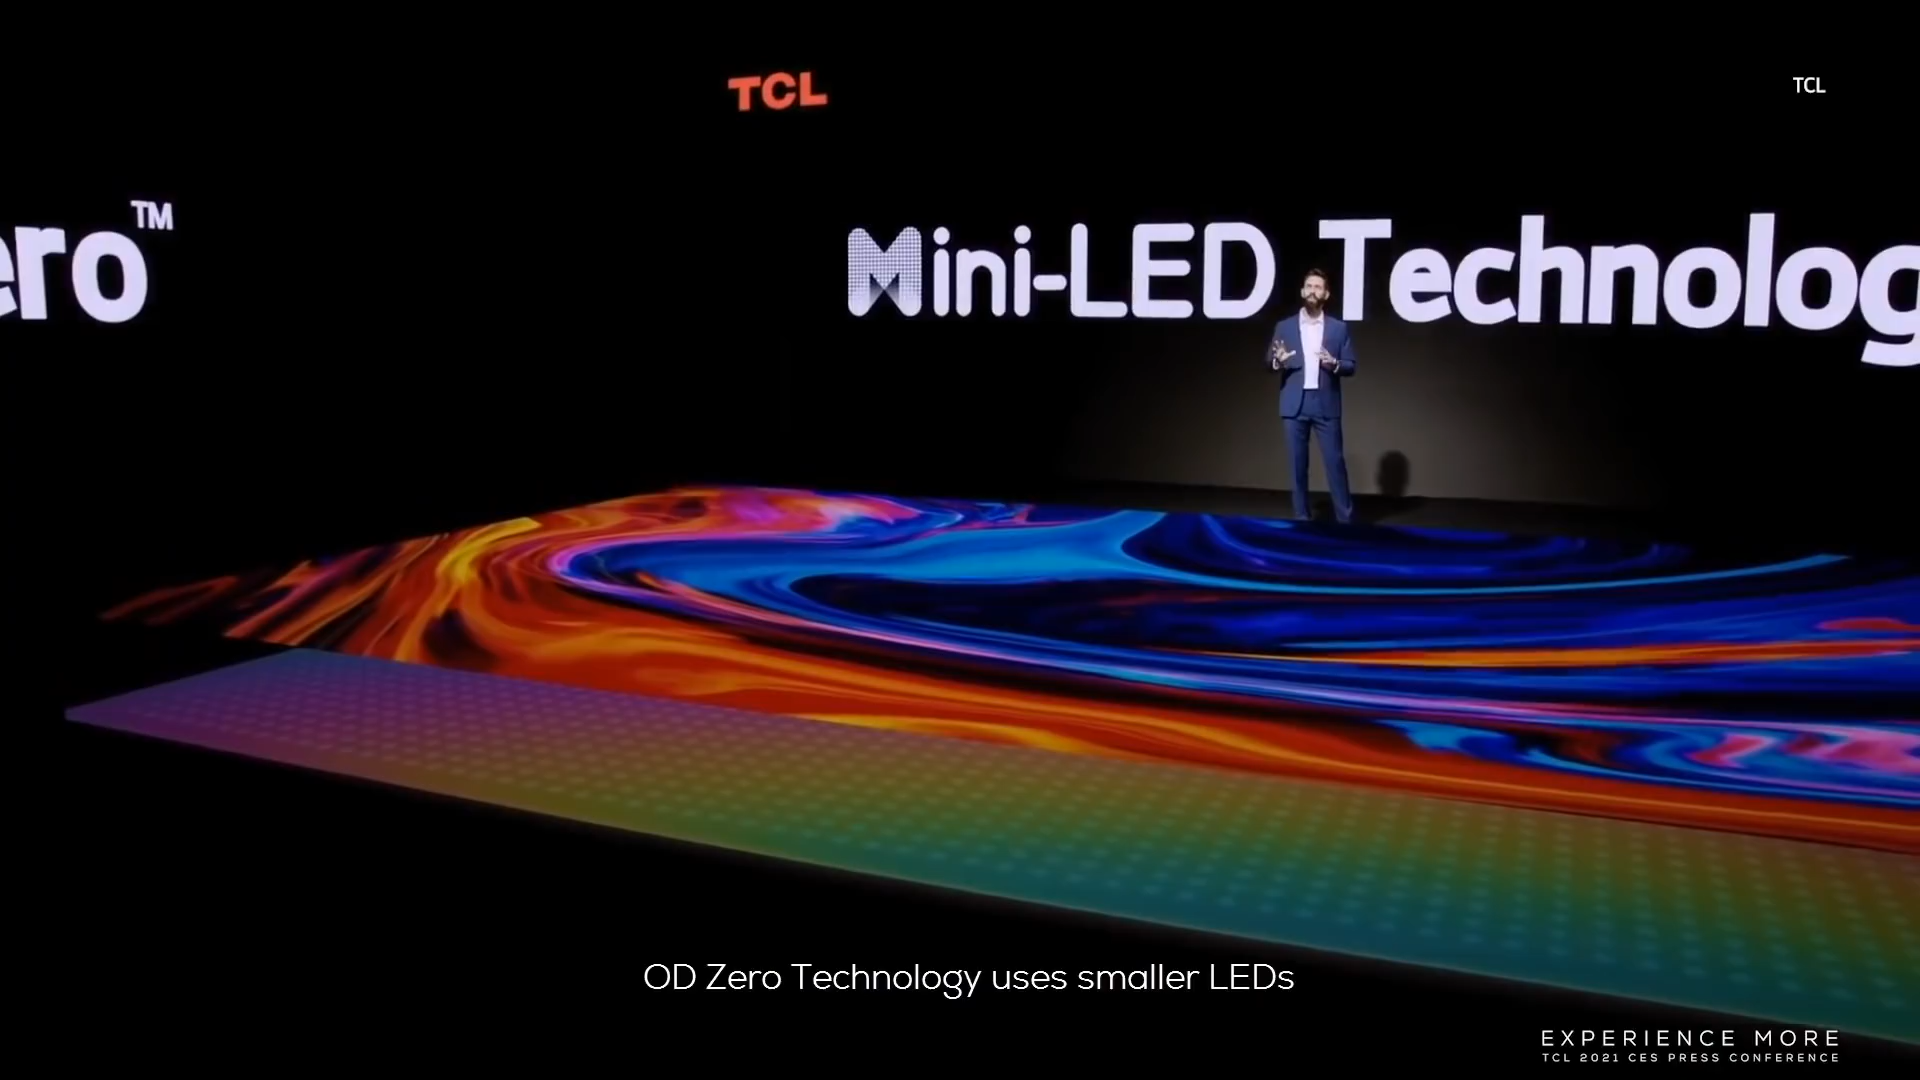 TCL
TCL
ero™
Mini-LED Technolog
OD Zero Technology uses smaller LEDs
EXPERIENCE MORE
TCL 2021 CES PRESS CONFERENCE